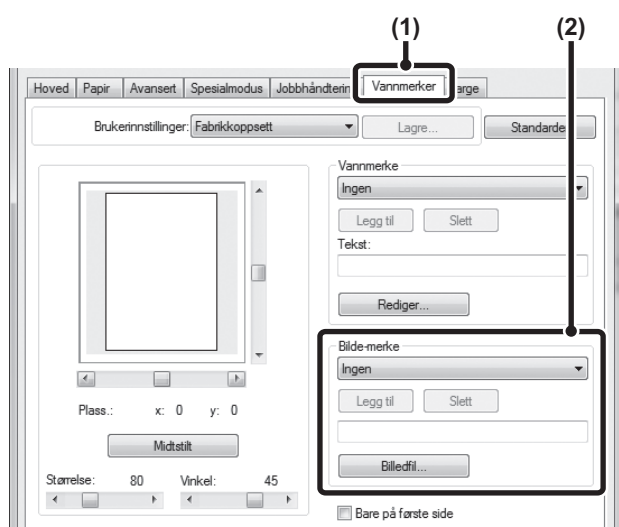 (1) (2)
Hoved Papir Avansert Spesialmodus Jobbhåndterin Vannmerker arge
Brukerinnstillinger: Fabrikkoppsett Lagre... Standarde
Vannmerke
Ingen
Legg til Slett
Tekst:
Rediger...
Bilde-merke
Ingen
Legg til Slett
Billedfil...
Bare på første side
Plass.: x: 0 y: 0
Midtstilt
Størrelse: 80 Vinkel: 45